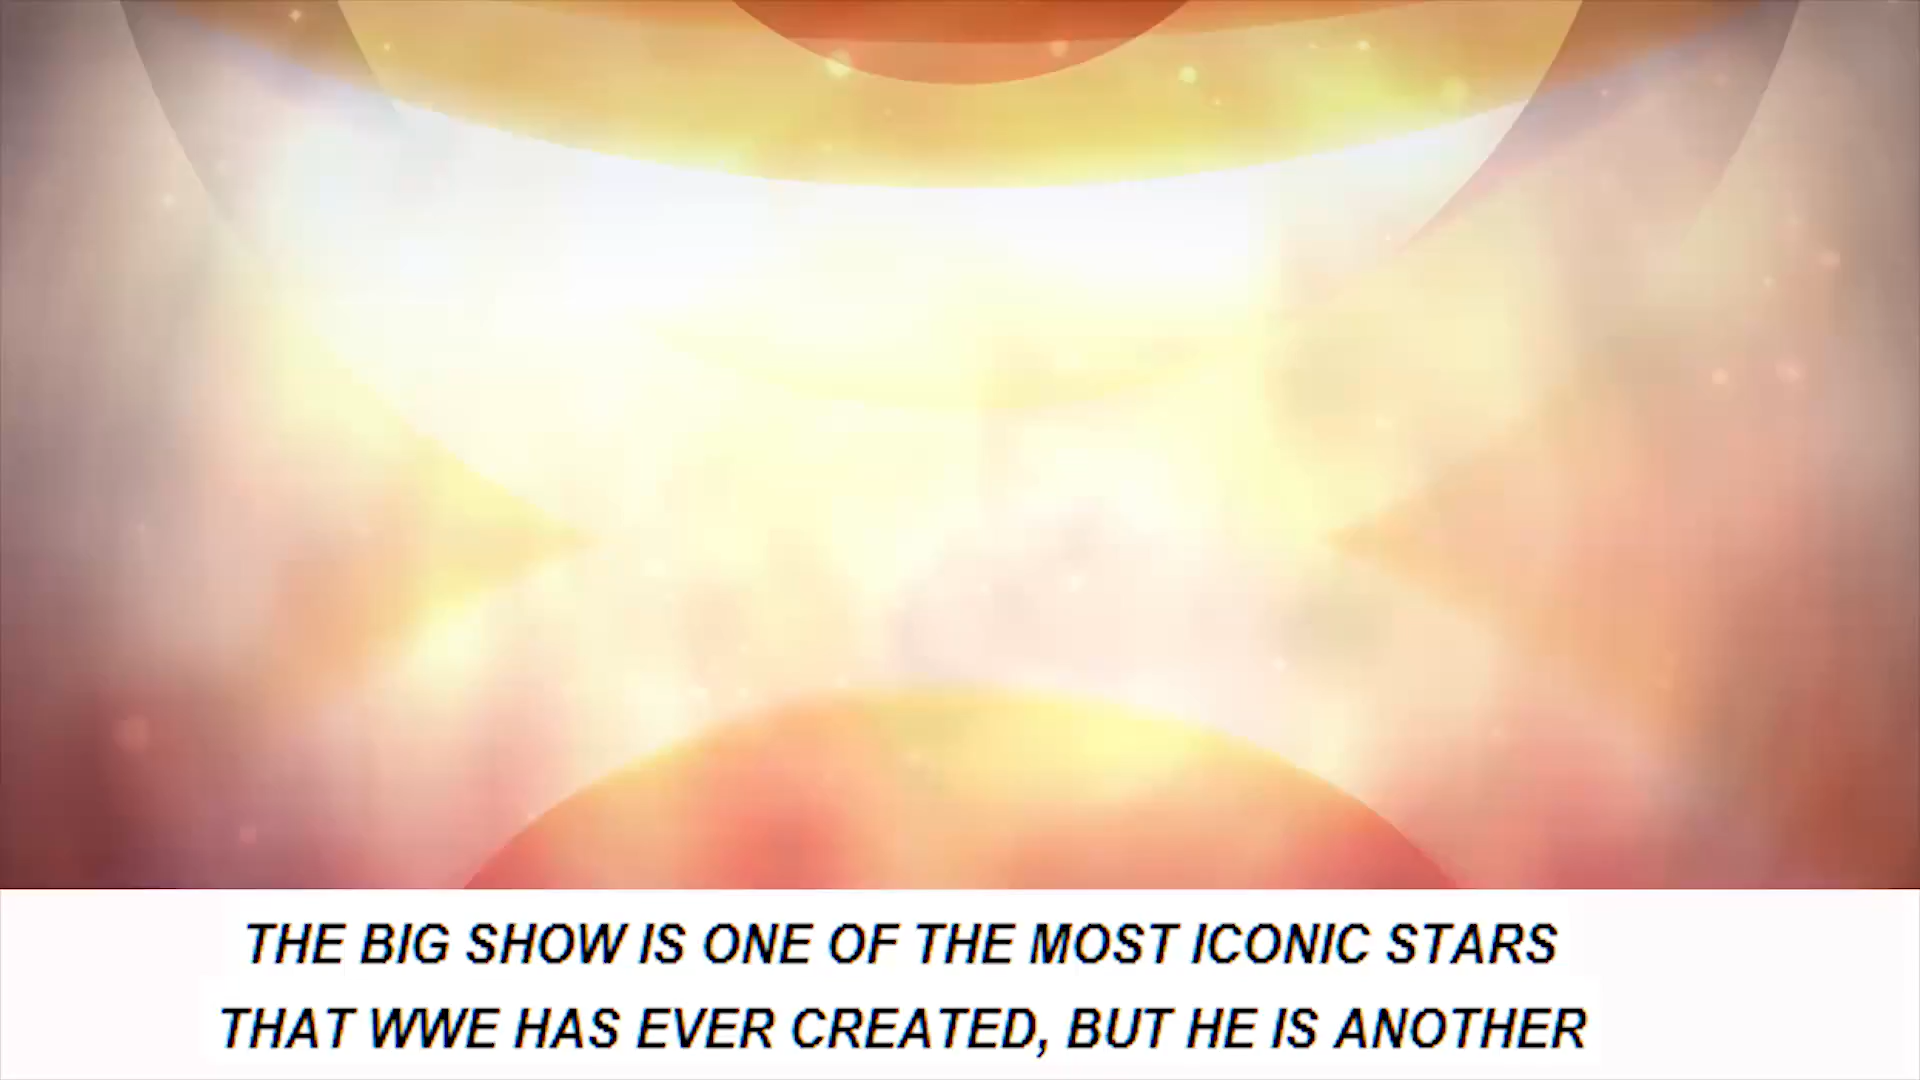 THE BIG SHOW IS ONE OF THE MOST ICONIC STARS
THAT WWE HAS EVER CREATED, BUT HE IS ANOTHER